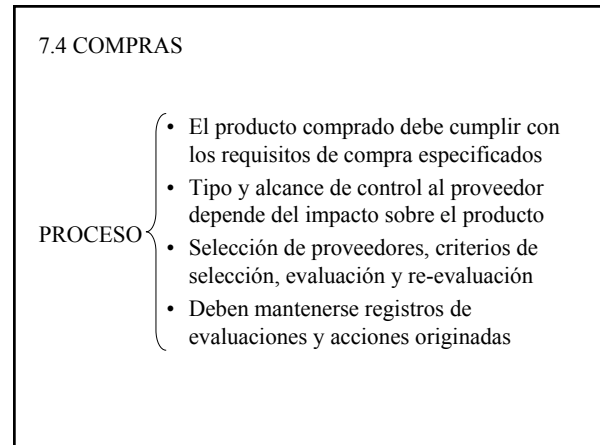 7.4 COMPRAS
PROCESO
• El producto comprado debe cumplir con
los requisitos de compra especificados
• Tipo y alcance de control al proveedor
depende del impacto sobre el producto
• Selección de proveedores, criterios de
selección, evaluación y re-evaluación
• Deben mantenerse registros de
evaluaciones y acciones originadas